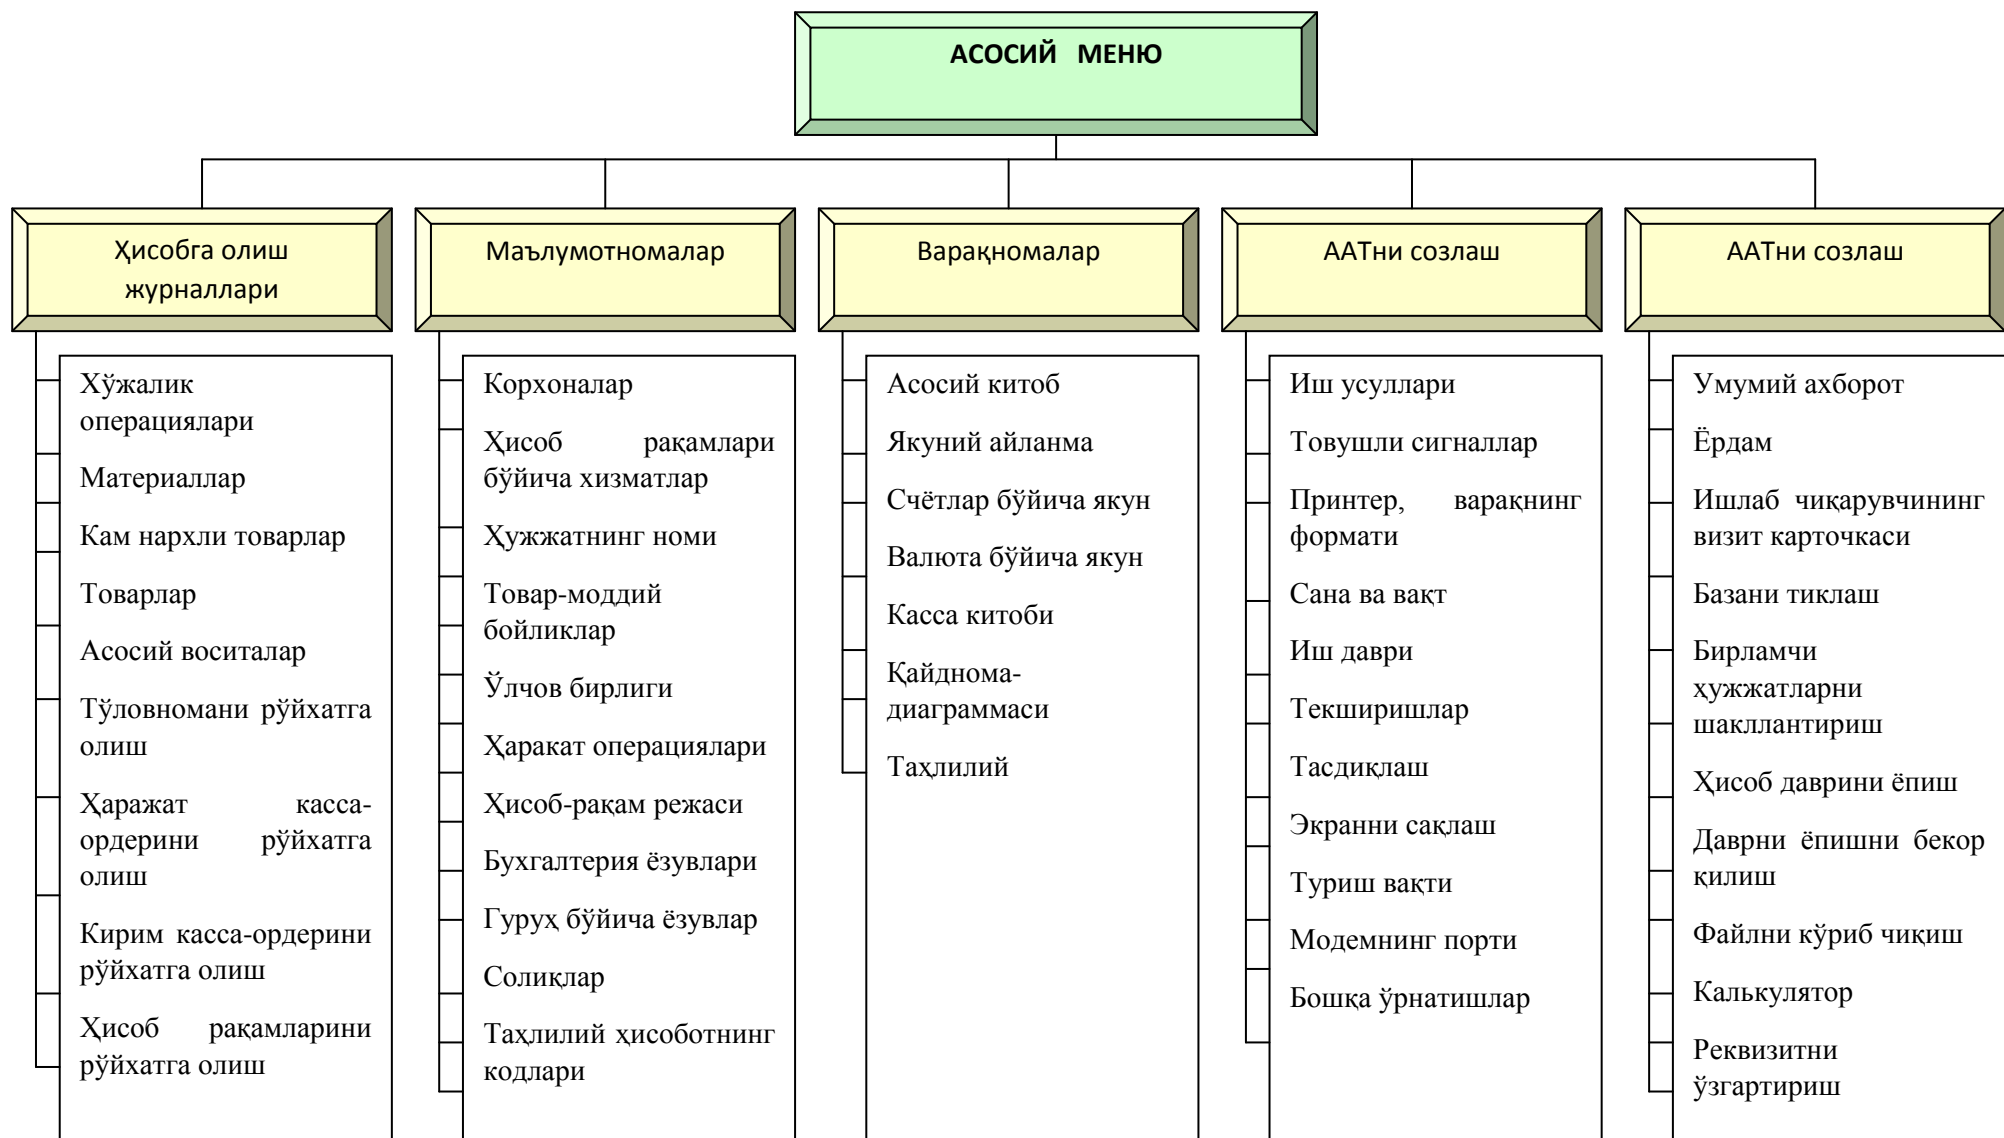 АСОСИЙ МЕНЮ
Ҳисобга олиш
журналлари
Хўжалик
операциялари
Материаллар
Кам нархли товарлар
Товарлар
Асосий воситалар
Тўловномани рўйхатга
олиш
Ҳаражат касса-
ордерини рўйхатга
олиш
Кирим касса-ордерини
рўйхатга олиш
Ҳисоб рақамларини
рўйхатга олиш
Маълумотномалар
Корхоналар
Ҳисоб рақамлари
бўйича хизматлар
Ҳужжатнинг номи
Товар-моддий
бойликлар
Ўлчов бирлиги
Ҳаракат операциялари
Ҳисоб-рақам режаси
Бухгалтерия ёзувлари
Гуруҳ бўйича ёзувлар
Солиқлар
Таҳлилий ҳисоботнинг
кодлари
Варақномалар
Асосий китоб
Якуний айланма
Счётлар бўйича якун
Валюта бўйича якун
Касса китоби
Қайднома-
диаграммаси
Таҳлилий
ААТни созлаш
Иш усуллари
Товушли сигналлар
Принтер, варақнинг
формати
Сана ва вақт
Иш даври
Текширишлар
Тасдиқлаш
Экранни сақлаш
Туриш вақти
Модемнинг порти
Бошқа ўрнатишлар
ААТни созлаш
Умумий ахборот
Ёрдам
Ишлаб чиқарувчининг
визит карточкаси
Базани тиклаш
Бирламчи
ҳужжатларни
шакллантириш
Ҳисоб даврини ёпиш
Даврни ёпишни бекор
қилиш
Файлни кўриб чиқиш
Калькулятор
Реквизитни
ўзгартириш